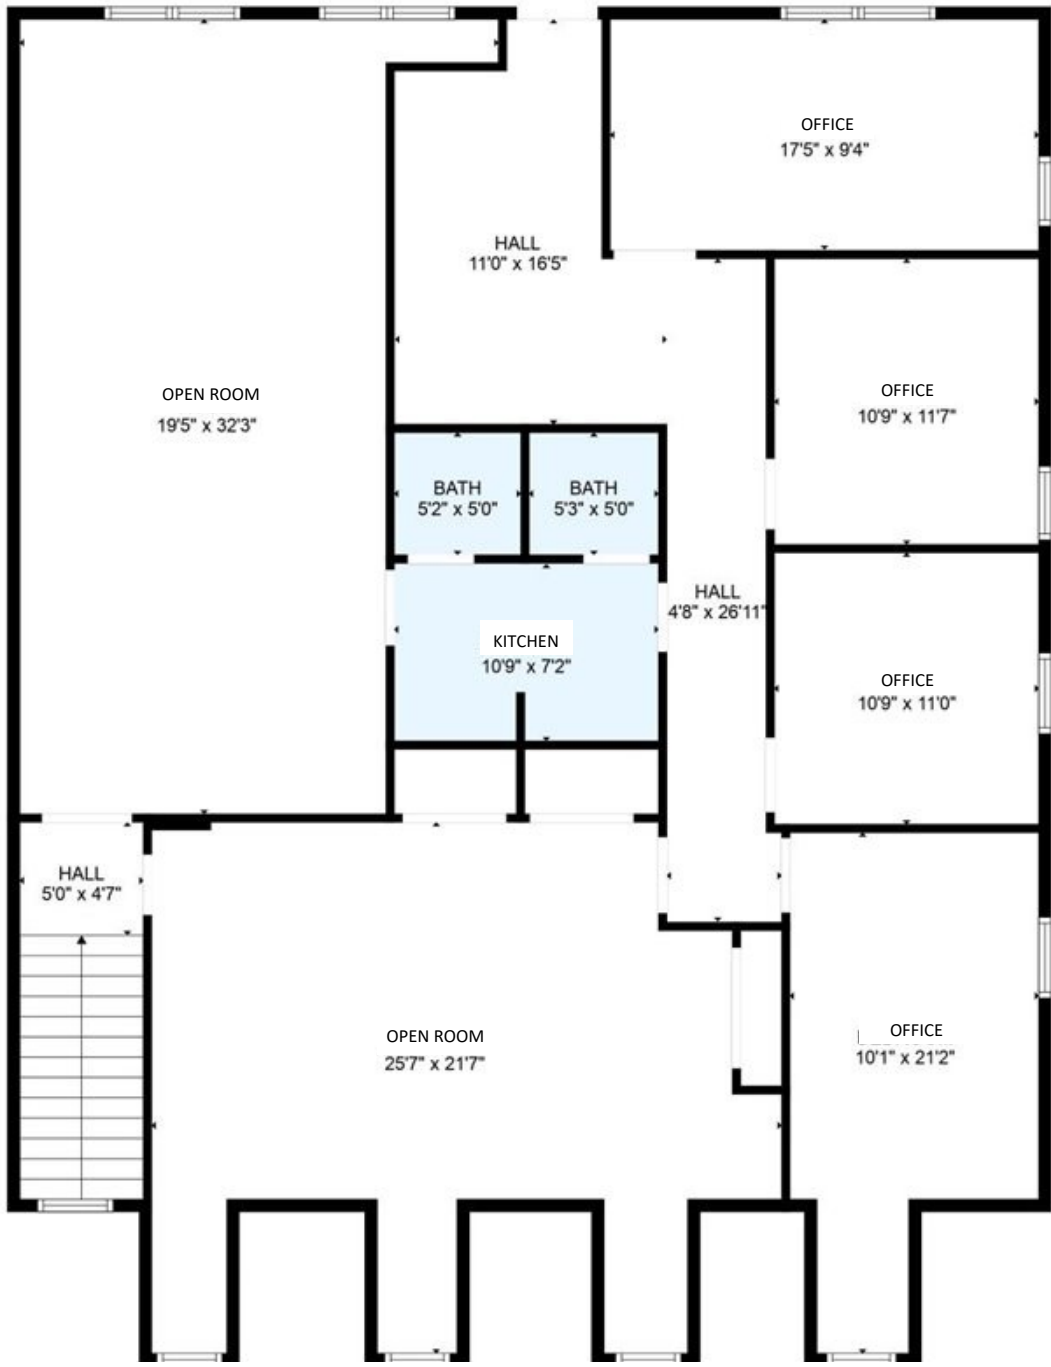 OFFICE
17'5" x 9'4"
HALL
11'0" x 16'5"
OPEN ROOM
19'5" x 32'3"
OFFICE
10'9" x 11'7"
BATH
5'2" x 5'0"
BATH
5'3" x 5'0"
HALL
4'8" x 26'11"
KITCHEN
10'9" x 7'2"
OFFICE
10'9" x 11'0"
HALL
5'0" x 4'7"
OPEN ROOM
25'7" x 21'7"
OFFICE
10'1" x 21'2"